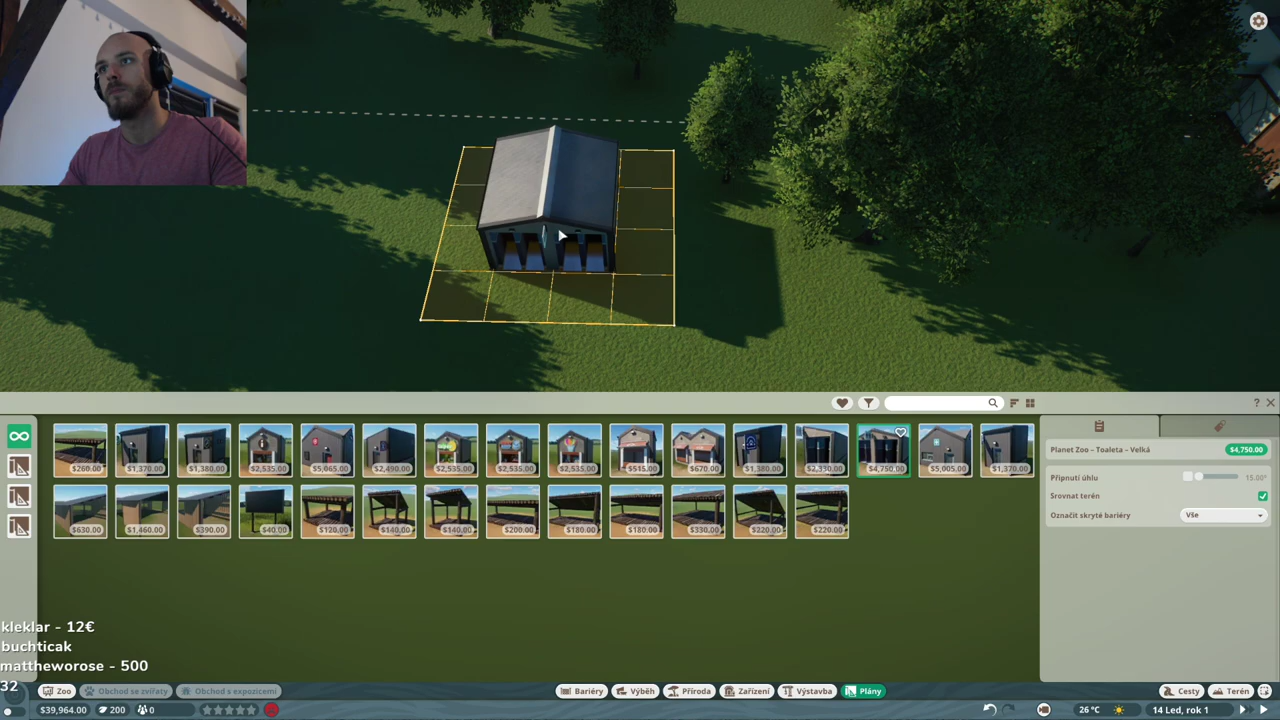 $260.00
$1,370.00
$1,380.00
$2,535.00
$5,065.00
$2,490.00
$2,535.00
$2,535.00
$2,535.00
$515.00
$670.00
$1,380.00
$2,330.00
$4,750.00
$5,005.00
$1,370.00
$630.00
$1,460.00
$390.00
$40.00
$120.00
$140.00
$140.00
$200.00
$180.00
$180.00
$330.00
$220.00
$220.00
?
Planet Zoo – Toaleta – Velká
$4,750.00
Připnutí úhlu
15.00°
Srovnat terén
Označit skryté bariéry
Vše
kleklar - 12€
buchticak
mattheworose - 500
32
Zoo
Obchod se zvířaty
Obchod s expozicemi
Bariéry
Výběh
Příroda
Zařízení
Výstavba
Plány
Cesty
Terén
$39,964.00
200
0
26 °C
14 Led, rok 1